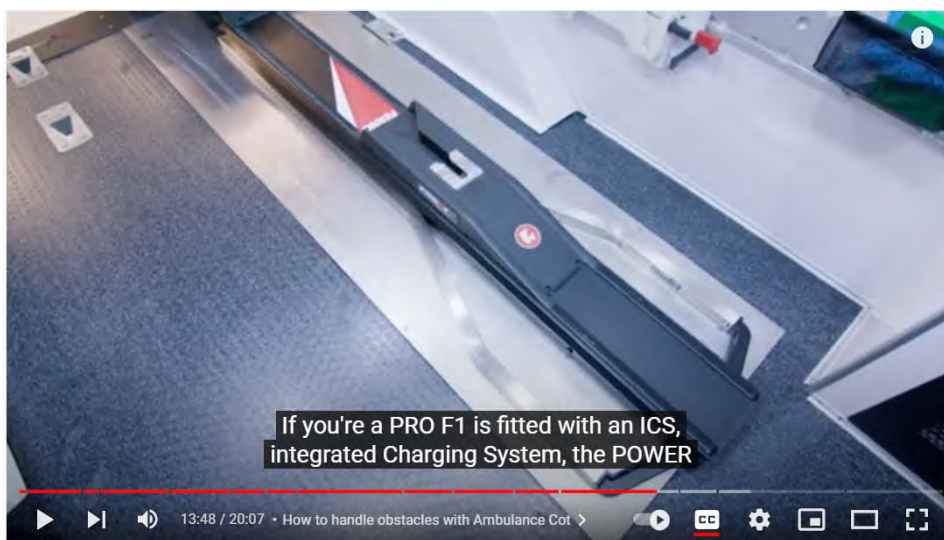 If you're a PRO F1 is fitted with an ICS,
integrated Charging System, the POWER
13:48 / 20:07 • How to handle obstacles with Ambulance Cot >
CC